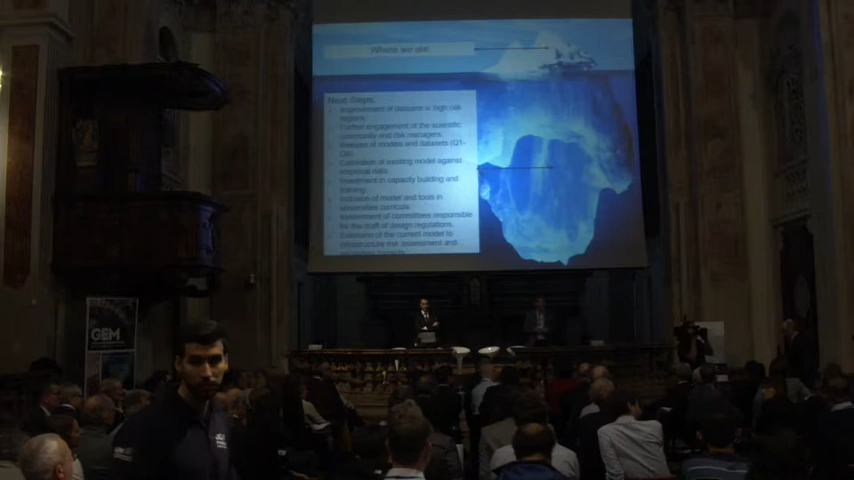 Where we are
Next Steps:
Improvement of datasets in high risk
regions.
Further engagement of the scientific
community and risk managers.
Release of models and datasets (Q1-
Calibration of existing model against
empirical data.
Investment in capacity building and
training.
Inclusion of model and tools in
universities curricula.
Involvement of committees responsible
for the draft of design regulations.
Extension of the current model to
infrastructure risk assessment and
GEM